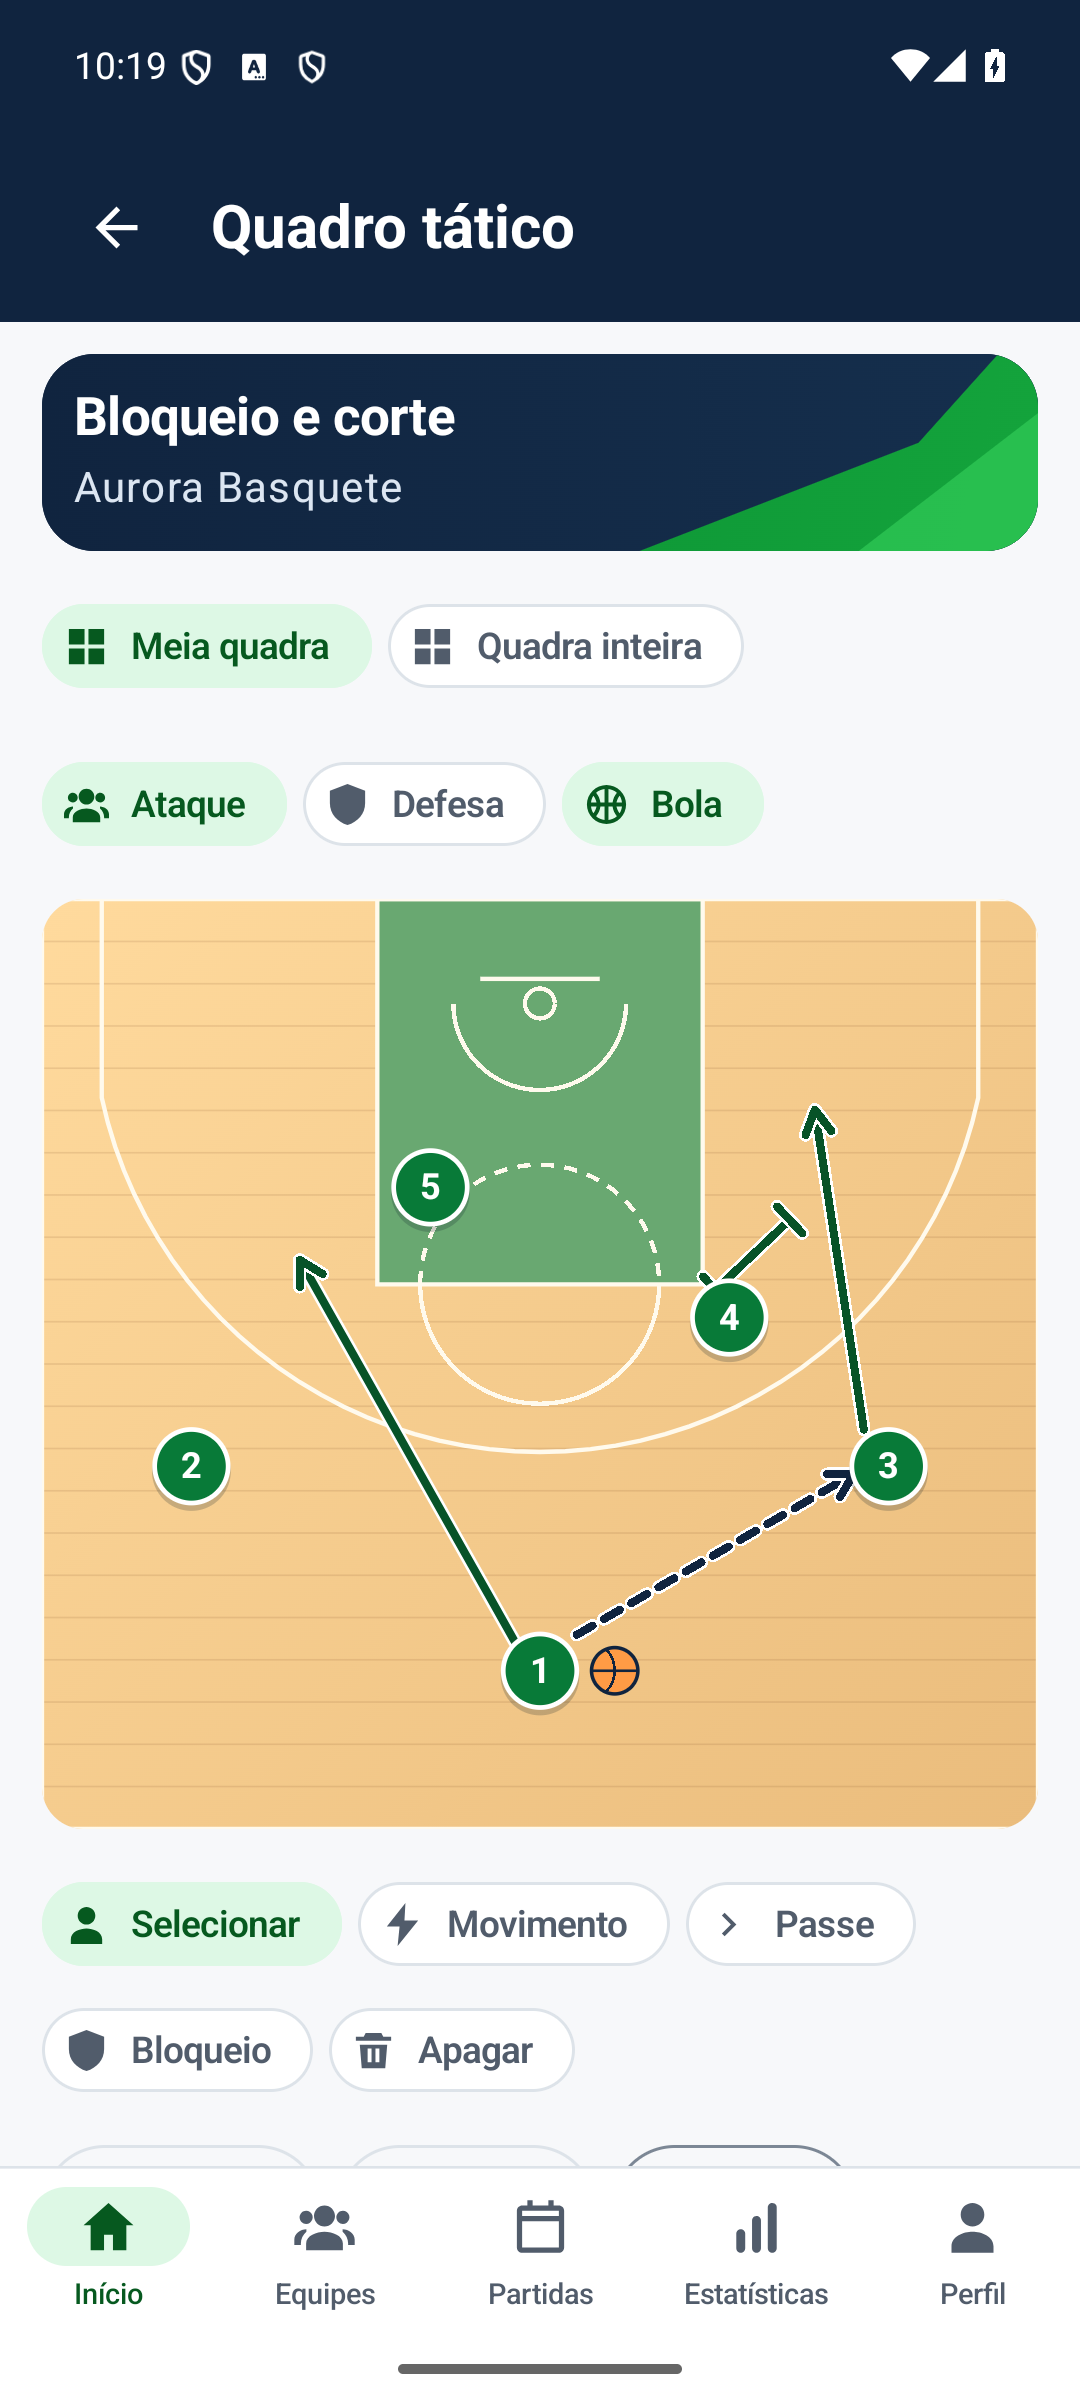 10:19
Quadro tático
Bloqueio e corte
Aurora Basquete
Meia quadra
Quadra inteira
Ataque
Defesa
Bola
5
4
2
3
1
Selecionar
Movimento
Passe
Bloqueio
Apagar
Início
Equipes
Partidas
Estatísticas
Perfil